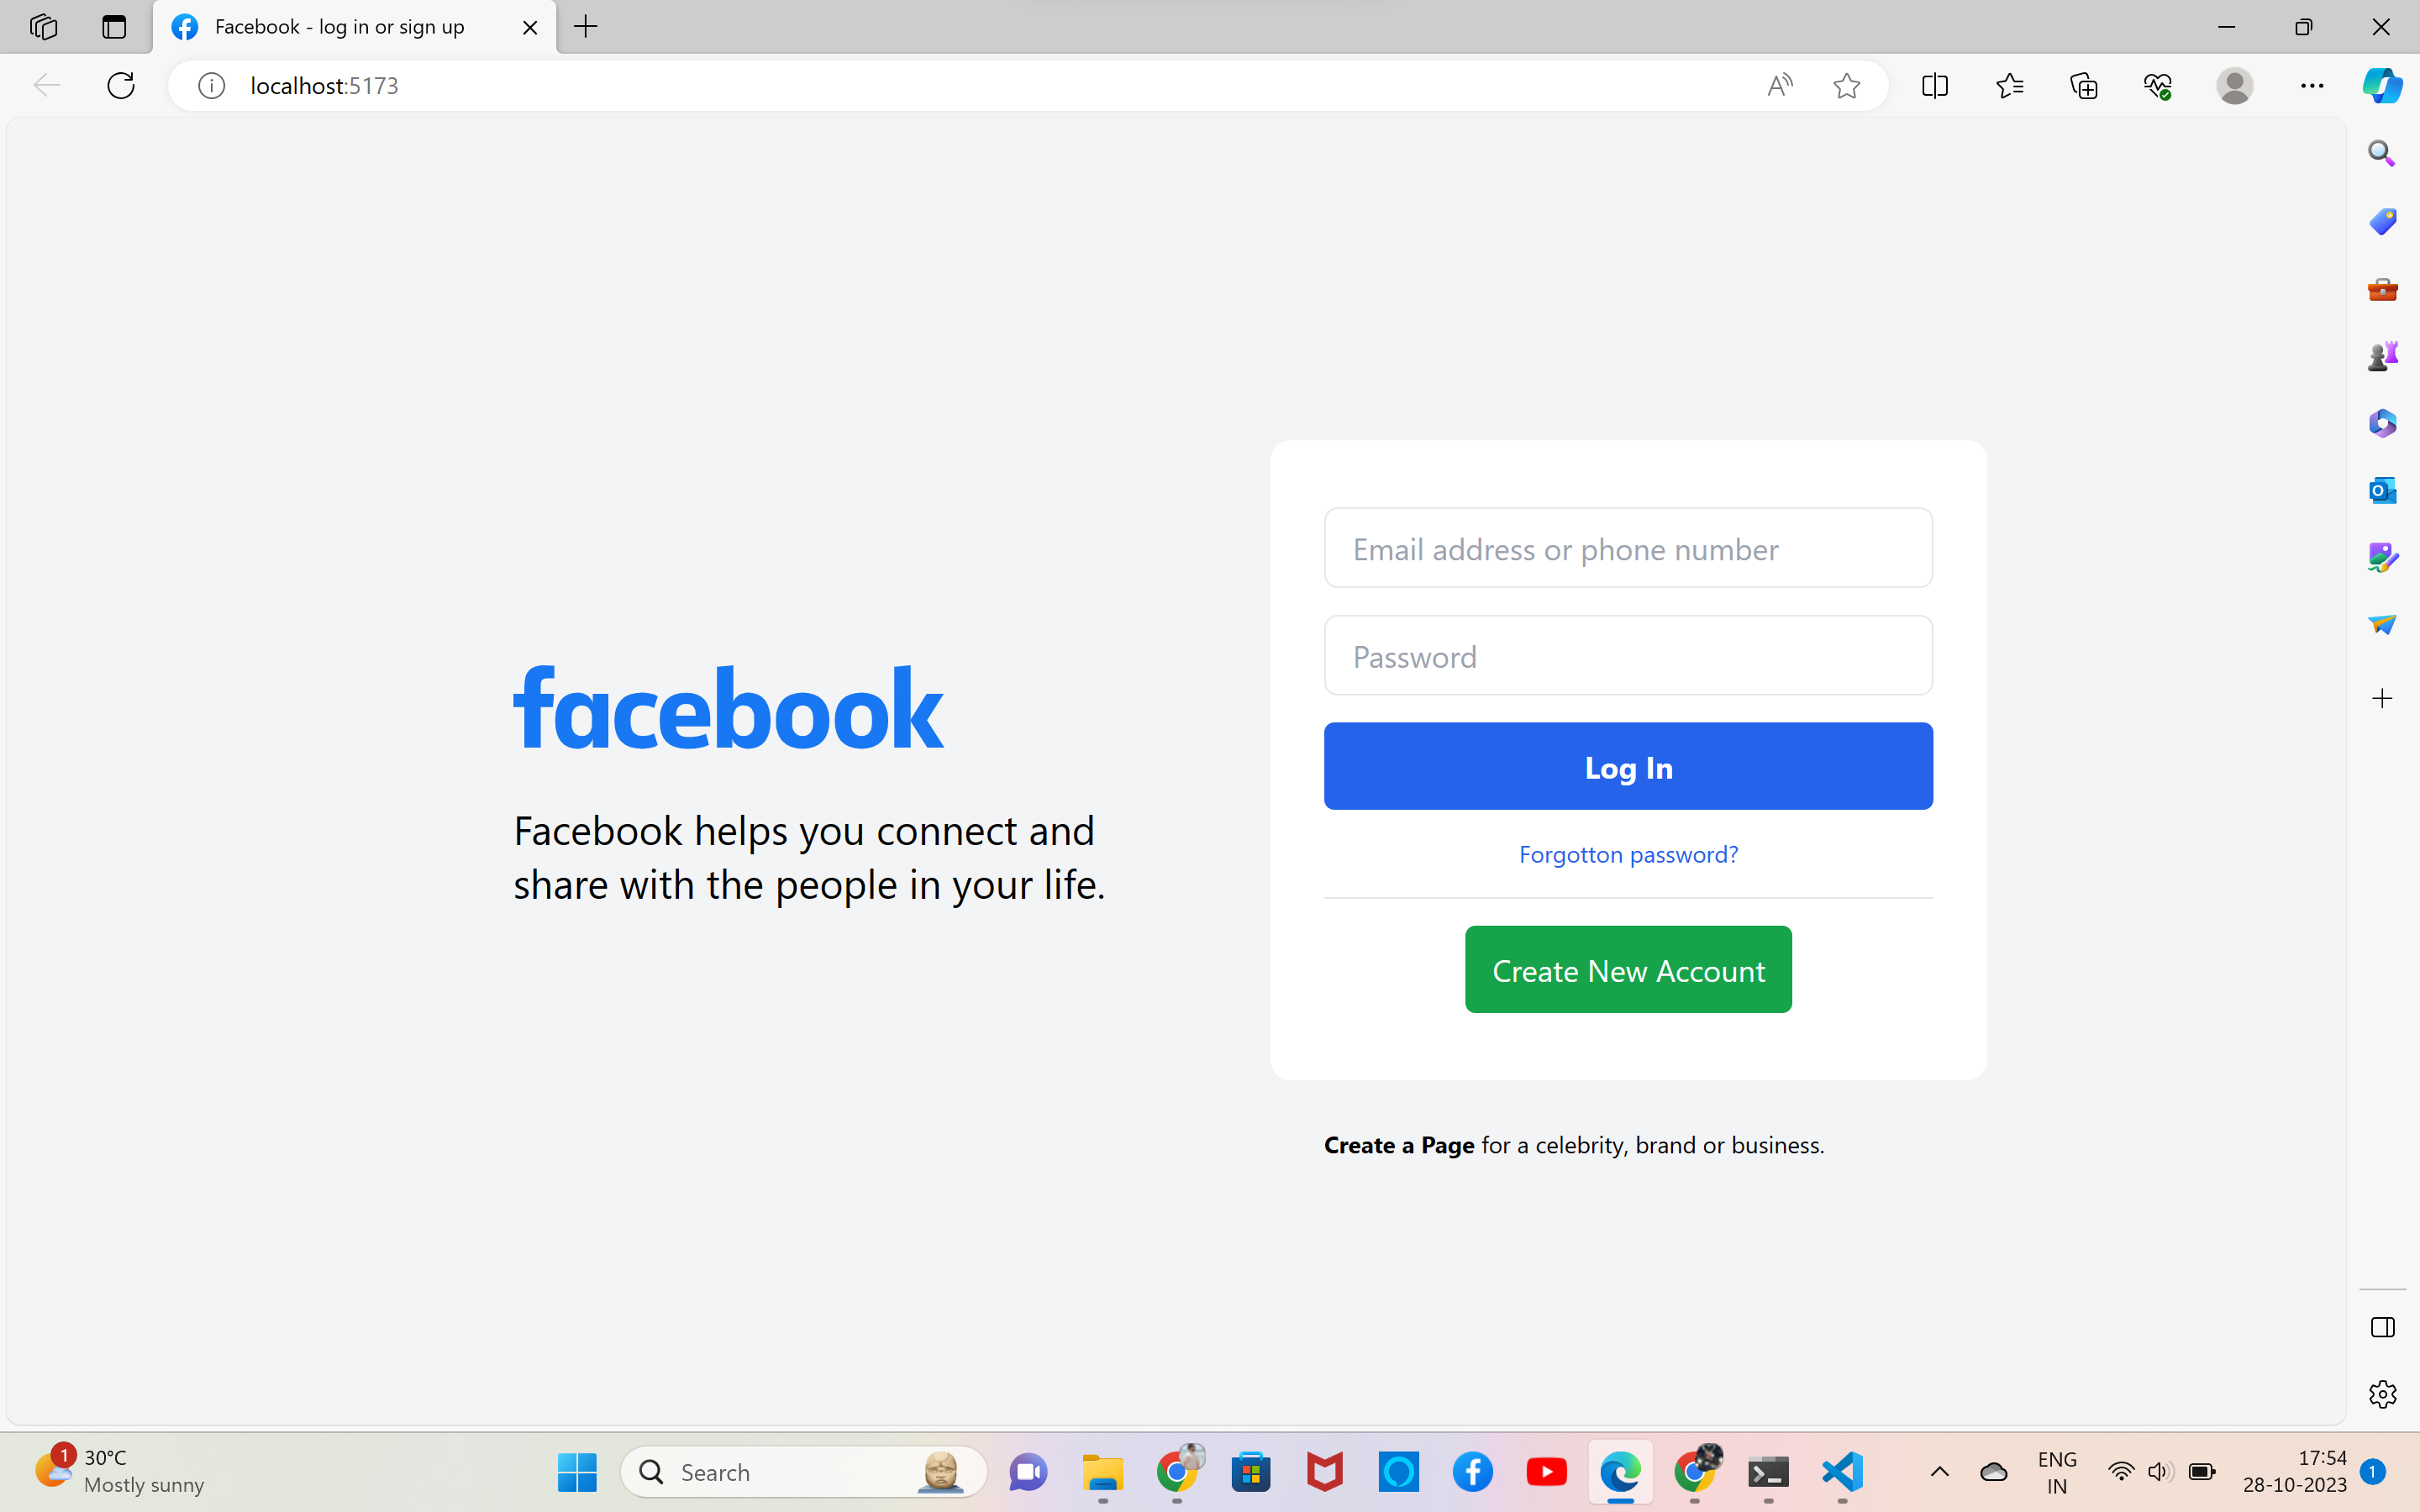 Facebook - log in or sign up
localhost:5173
facebook
Facebook helps you connect and
share with the people in your life.
Email address or phone number
Password
Log In
Forgotton password?
Create New Account
Create a Page for a celebrity, brand or business.
1
30°C
Mostly sunny
Search
ENG
IN
17:54
28-10-2023
1